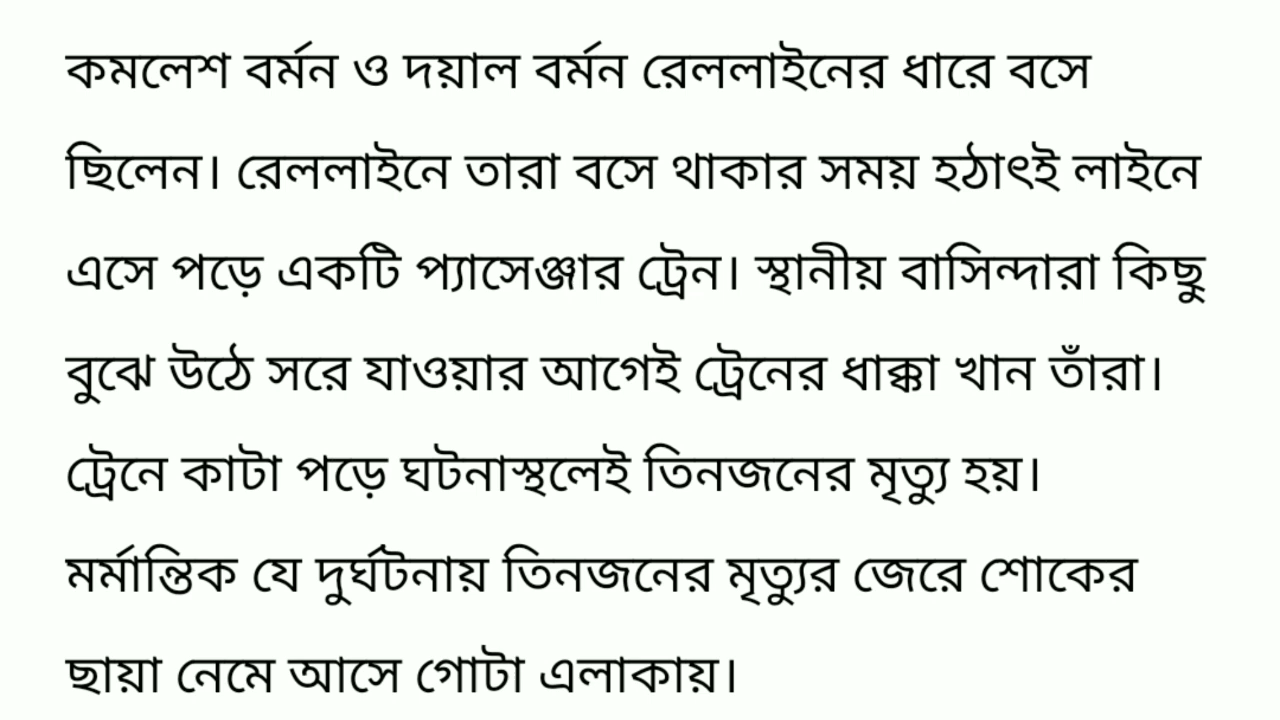 কমলেশ বর্মন ও দয়াল বর্মন রেললাইনের ধারে বসে
ছিলেন। রেললাইনে তারা বসে থাকার সময় হঠাৎই লাইনে
এসে পড়ে একটি প্যাসেঞ্জার ট্রেন। স্থানীয় বাসিন্দারা কিছু
বুঝে উঠে সরে যাওয়ার আগেই ট্রেনের ধাক্কা খান তাঁরা।
ট্রেনে কাটা পড়ে ঘটনাস্থলেই তিনজনের মৃত্যু হয়।
মর্মান্তিক যে দুর্ঘটনায় তিনজনের মৃত্যুর জেরে শোকের
ছায়া নেমে আসে গোটা এলাকায়।